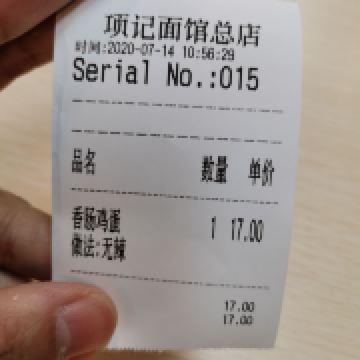 项记面馆总店
时间:2020-07-14 10:56:29
Serial No.:015
品名 数量 单价
香肠鸡蛋 1 17.00
做法:无辣
17.00
17.00